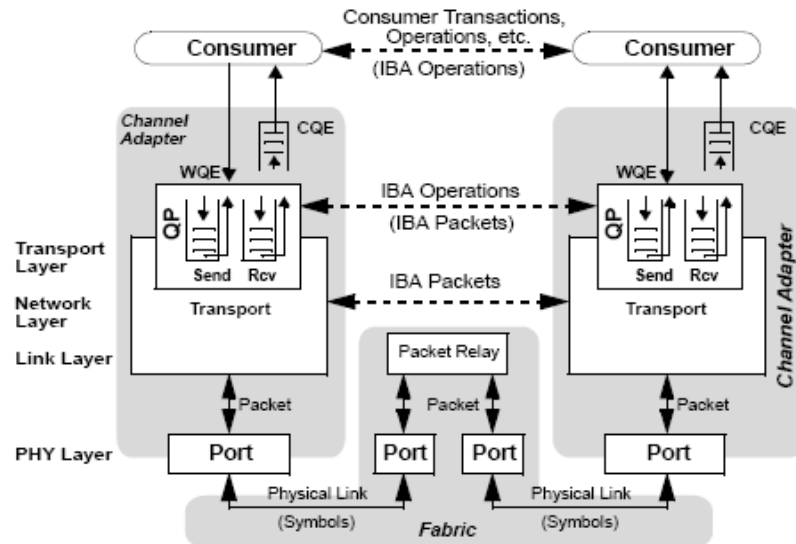 Consumer Transactions,
Operations, etc.
(IBA Operations)
Consumer
Consumer
Channel
Adapter
CQE
WQE
QP
Send
Rcv
Transport
IBA Operations
(IBA Packets)
IBA Packets
CQE
WQE
QP
Send
Rcv
Transport
Channel Adapter
Transport
Layer
Network
Layer
Link Layer
PHY Layer
Packet Relay
Packet
Packet
Packet
Port
Port
Port
Port
Physical Link
(Symbols)
Physical Link
(Symbols)
Fabric